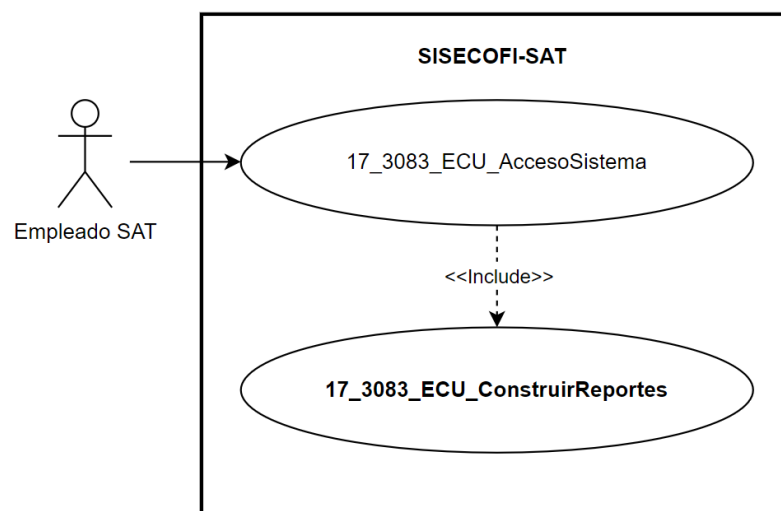 SISECOFI-SAT
17_3083_ECU_AccesoSistema
Empleado SAT
<<Include>>
17_3083_ECU_ConstruirReportes